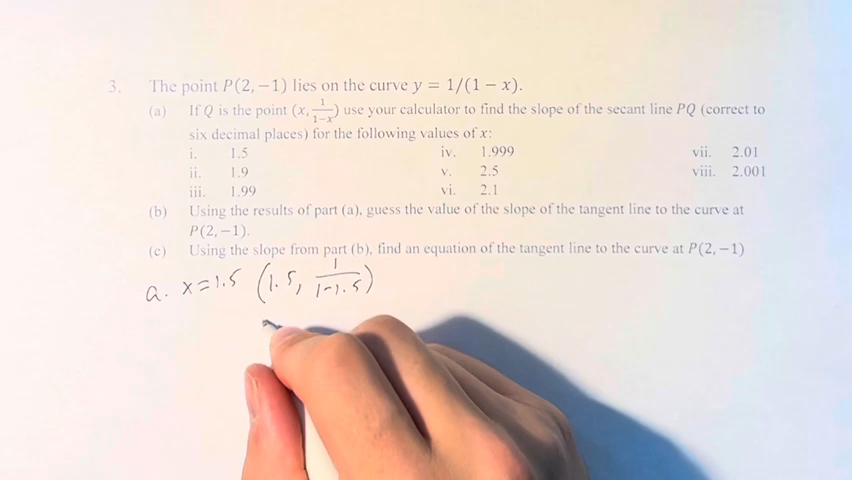 3. The point P(2, −1) lies on the curve y = 1/(1 − x).
(a) If Q is the point (x, 1/(1−x)) use your calculator to find the slope of the secant line PQ (correct to
six decimal places) for the following values of x:
i. 1.5 iv. 1.999 vii. 2.01
ii. 1.9 v. 2.5 viii. 2.001
iii. 1.99 vi. 2.1
(b) Using the results of part (a), guess the value of the slope of the tangent line to the curve at
P(2, −1).
(c) Using the slope from part (b), find an equation of the tangent line to the curve at P(2, −1)
a. x=1.5 (1.5, 1/(1-1.5))